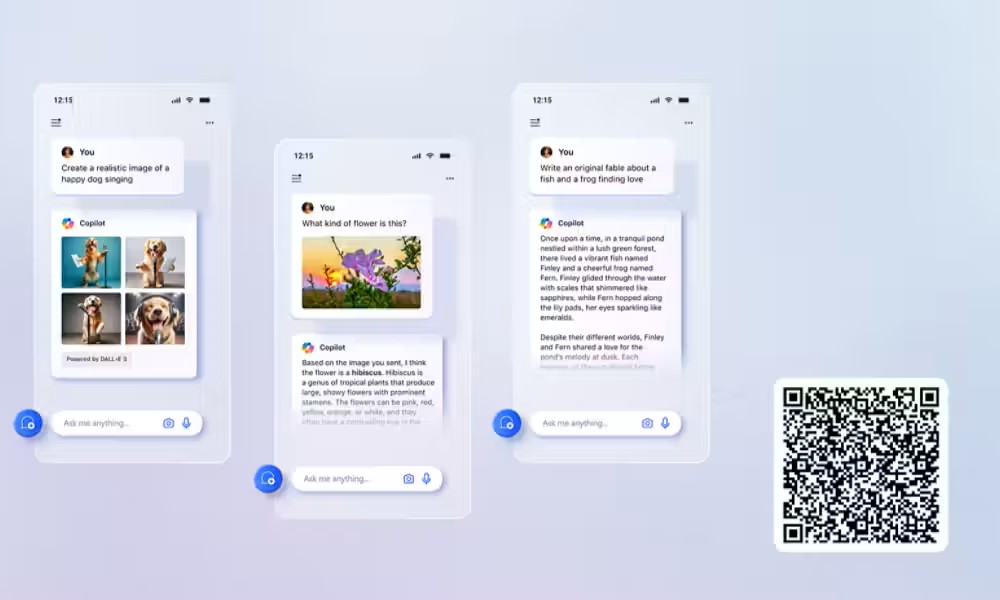 12:15
You
Create a realistic image of a
happy dog singing
Copilot
Powered by DALL·E 3
Ask me anything...
12:15
You
What kind of flower is this?
Copilot
Based on the image you sent, I think
the flower is a hibiscus. Hibiscus is
a genus of tropical plants that produce
large, showy flowers with prominent
stamens. The flowers can be pink, red,
yellow, orange, or white, and they
often have a contrasting eye in the
Ask me anything...
12:15
You
Write an original fable about a
fish and a frog finding love
Copilot
Once upon a time, in a tranquil pond
nestled within a lush green forest,
there lived a vibrant fish named
Finley and a cheerful frog named
Fern. Finley glided through the water
with scales that shimmered like
sapphires, while Fern hopped along
the lily pads, her eyes sparkling like
emeralds.
Despite their different worlds, Finley
and Fern shared a love for the
pond's melody at dusk. Each
Ask me anything...